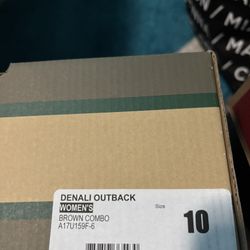 DENALI OUTBACK
WOMEN'S
BROWN COMBO
A17U159F-6
Size
10